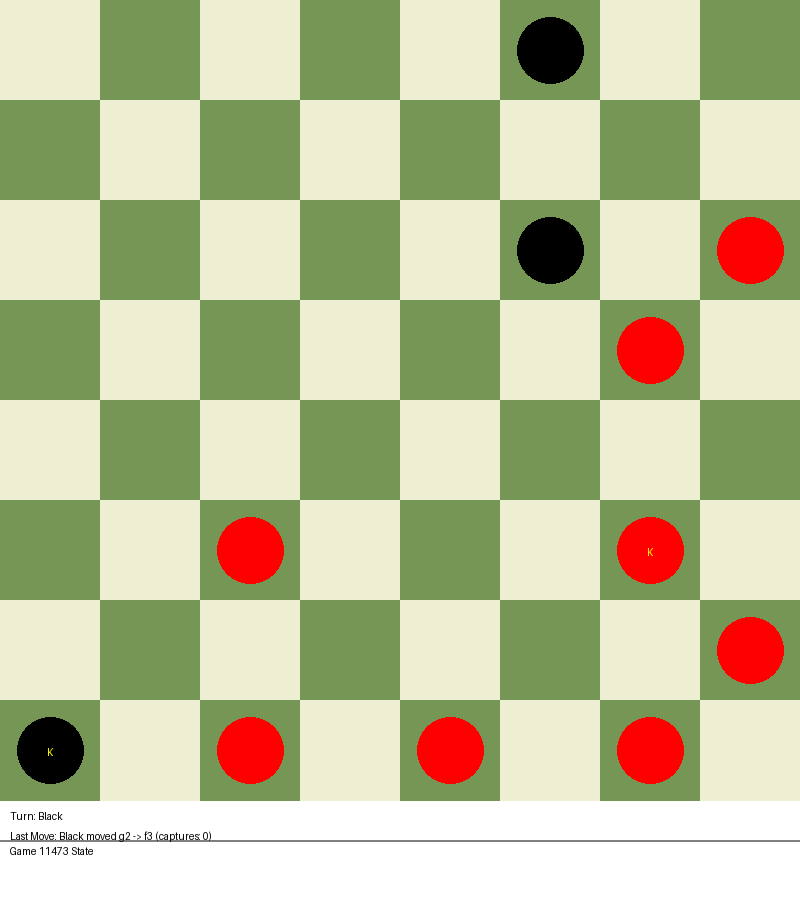 K
K
Turn: Black
Last Move: Black moved g2 -> f3 (captures: 0)
Game 11473 State